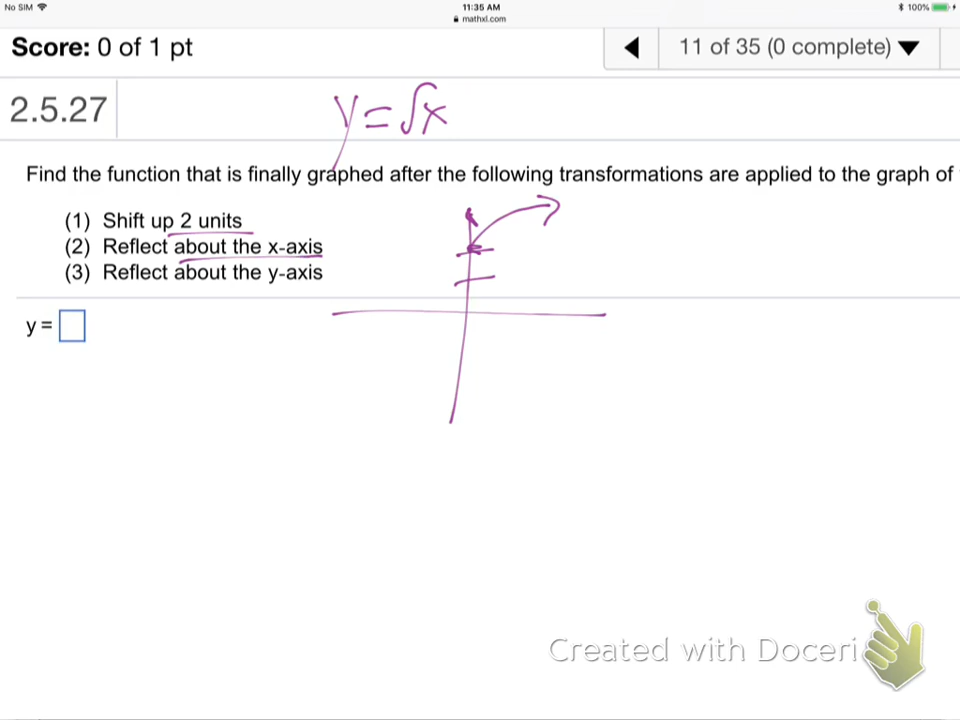 No SIM
11:35 AM
100%
mathxl.com
Score: 0 of 1 pt
11 of 35 (0 complete)
2.5.27
y = √x
Find the function that is finally graphed after the following transformations are applied to the graph of
(1) Shift up 2 units
(2) Reflect about the x-axis
(3) Reflect about the y-axis
y =
Created with Doceri